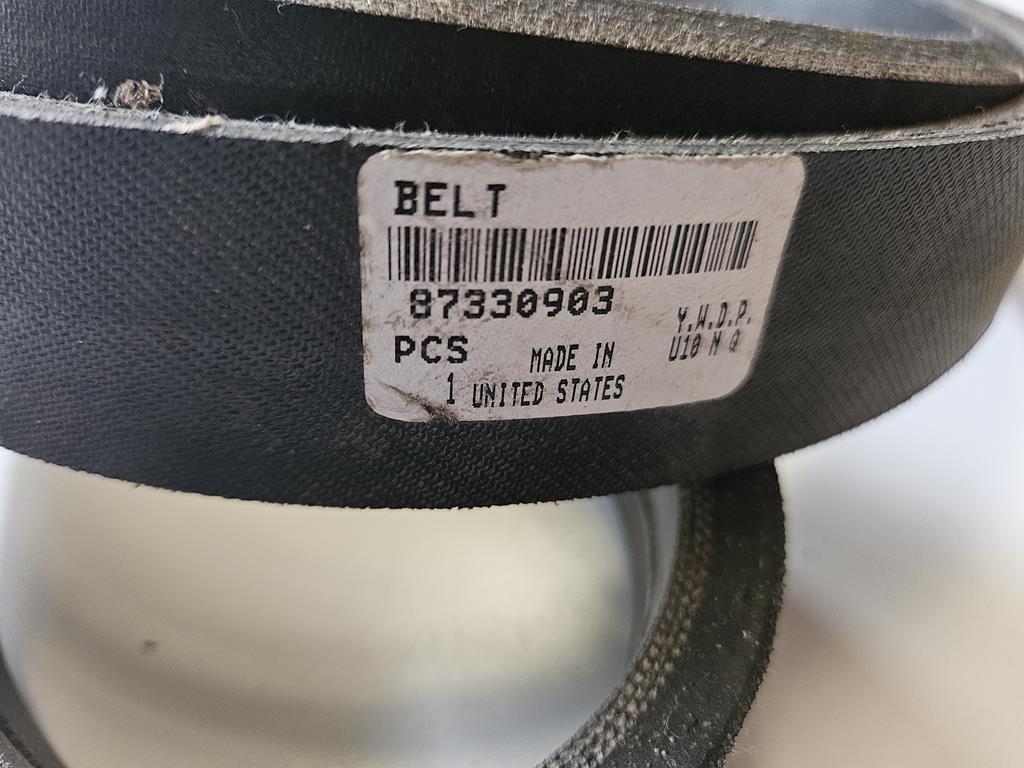 BELT
87330903
Y.W.D.P.
PCS MADE IN U10 N Q
1 UNITED STATES